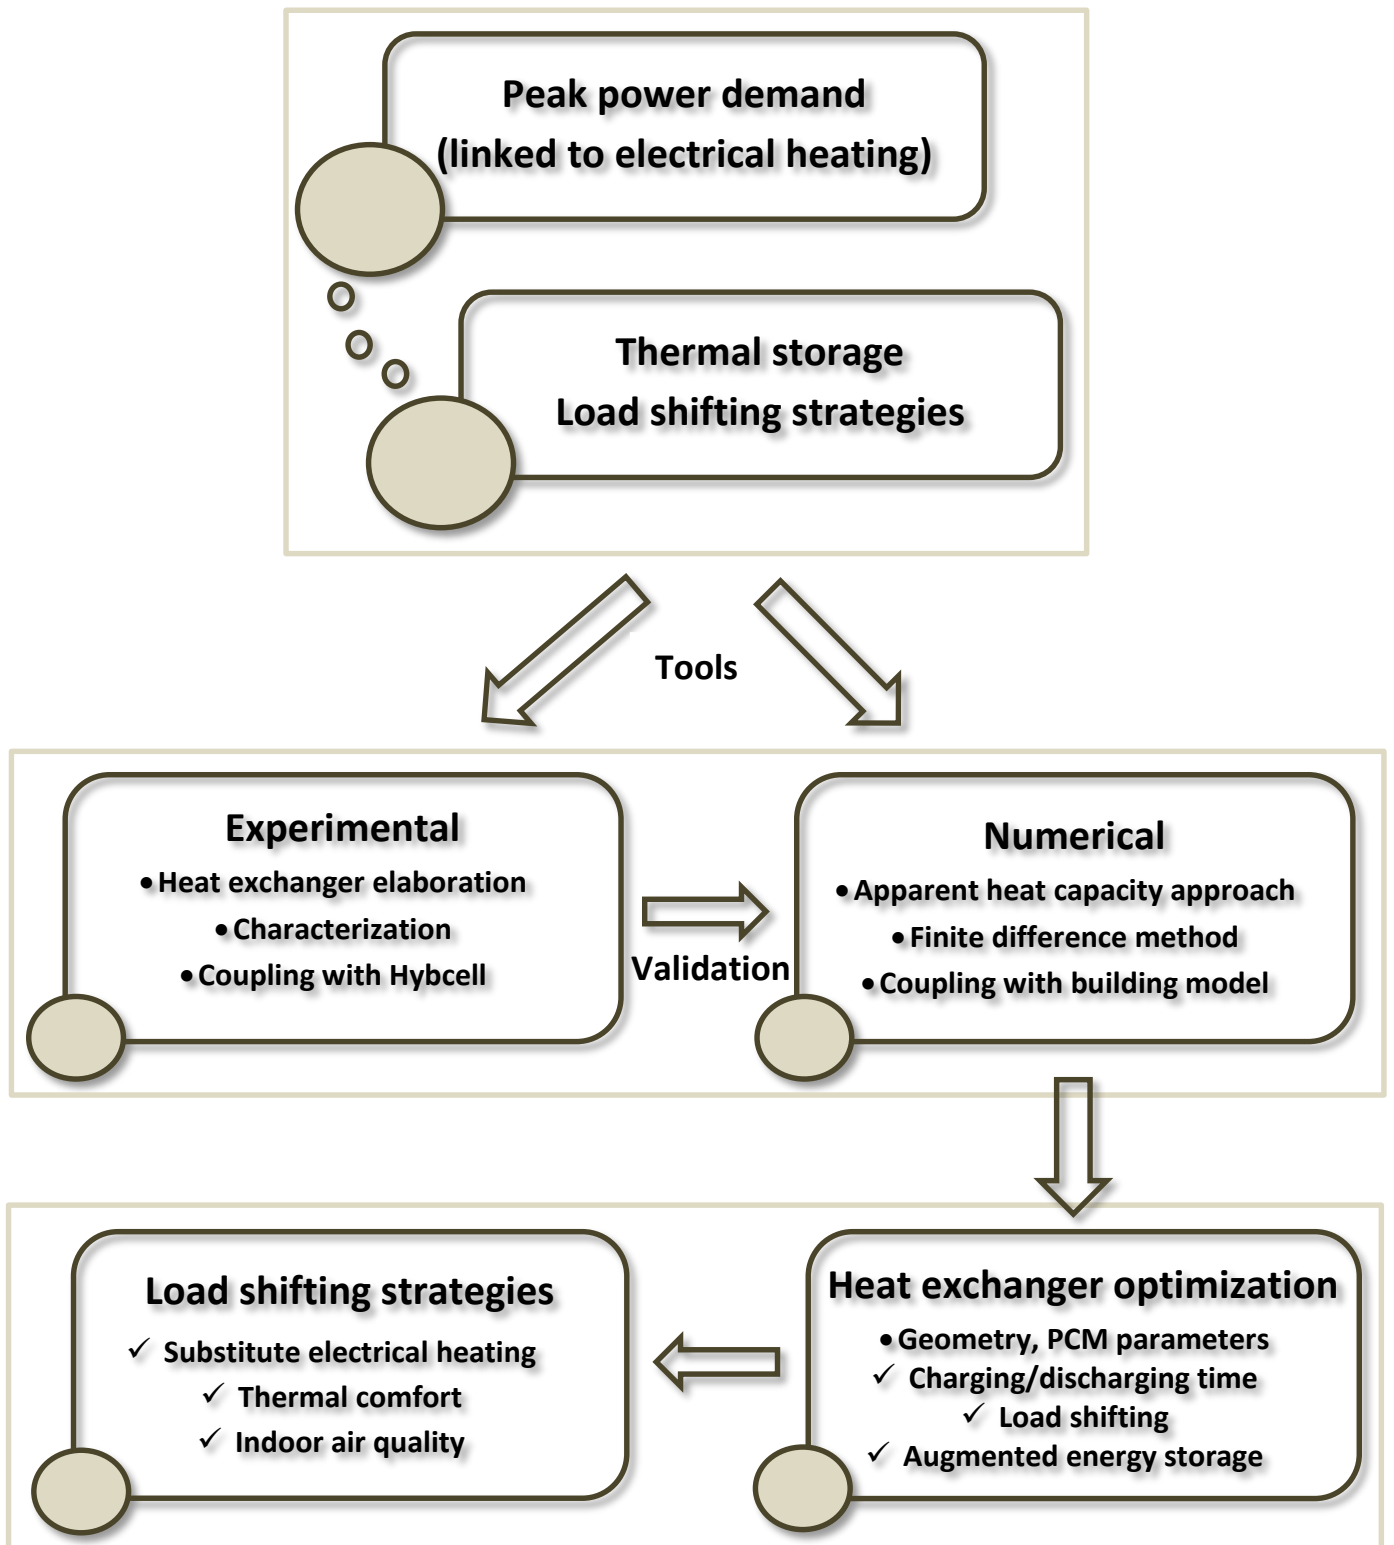 Peak power demand
(linked to electrical heating)
Thermal storage
Load shifting strategies
Tools
Experimental
•Heat exchanger elaboration
•Characterization
•Coupling with Hybcell
Validation
Numerical
•Apparent heat capacity approach
•Finite difference method
•Coupling with building model
Load shifting strategies
✓ Substitute electrical heating
✓ Thermal comfort
✓ Indoor air quality
Heat exchanger optimization
•Geometry, PCM parameters
✓ Charging/discharging time
✓ Load shifting
✓ Augmented energy storage